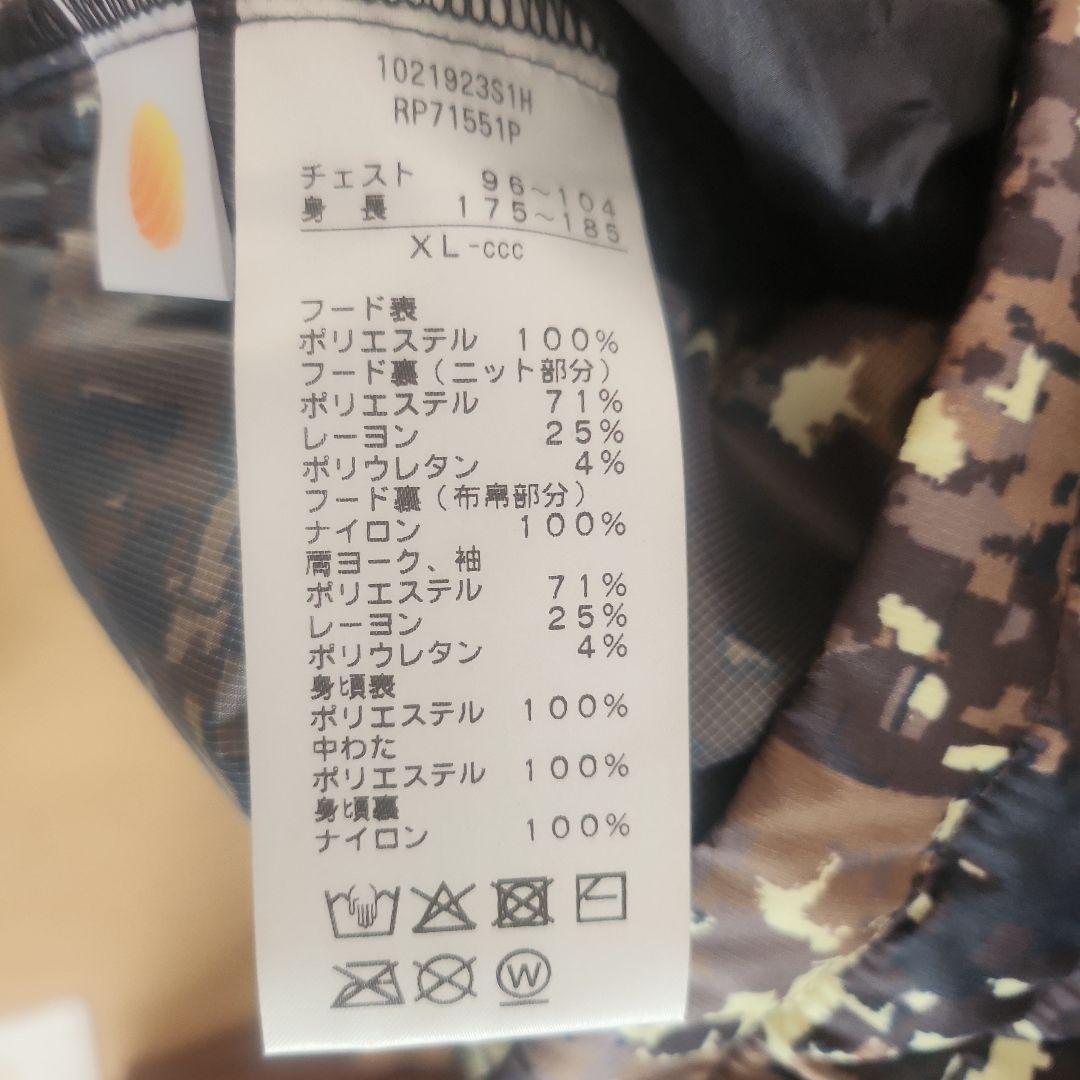 1021923S1H
RP71551P
チェスト 96~104
身長 175~185
XL-ccc
フード表
ポリエステル 100%
フード裏(ニット部分)
ポリエステル 71%
レーヨン 25%
ポリウレタン 4%
フード裏(布帛部分)
ナイロン 100%
肩ヨーク、袖
ポリエステル 71%
レーヨン 25%
ポリウレタン 4%
身頃表
ポリエステル 100%
中わた
ポリエステル 100%
身頃裏
ナイロン 100%
W